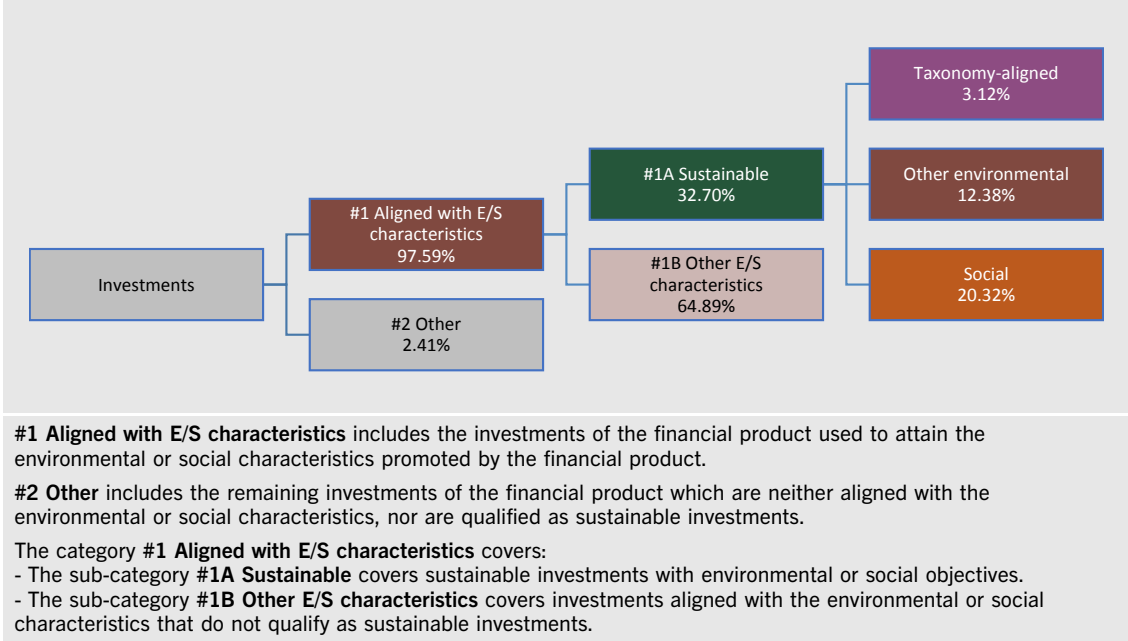 Investments
#1 Aligned with E/S
characteristics
97.59%
#2 Other
2.41%
#1A Sustainable
32.70%
#1B Other E/S
characteristics
64.89%
Taxonomy-aligned
3.12%
Other environmental
12.38%
Social
20.32%
#1 Aligned with E/S characteristics includes the investments of the financial product used to attain the
environmental or social characteristics promoted by the financial product.
#2 Other includes the remaining investments of the financial product which are neither aligned with the
environmental or social characteristics, nor are qualified as sustainable investments.
The category #1 Aligned with E/S characteristics covers:
- The sub-category #1A Sustainable covers sustainable investments with environmental or social objectives.
- The sub-category #1B Other E/S characteristics covers investments aligned with the environmental or social
characteristics that do not qualify as sustainable investments.